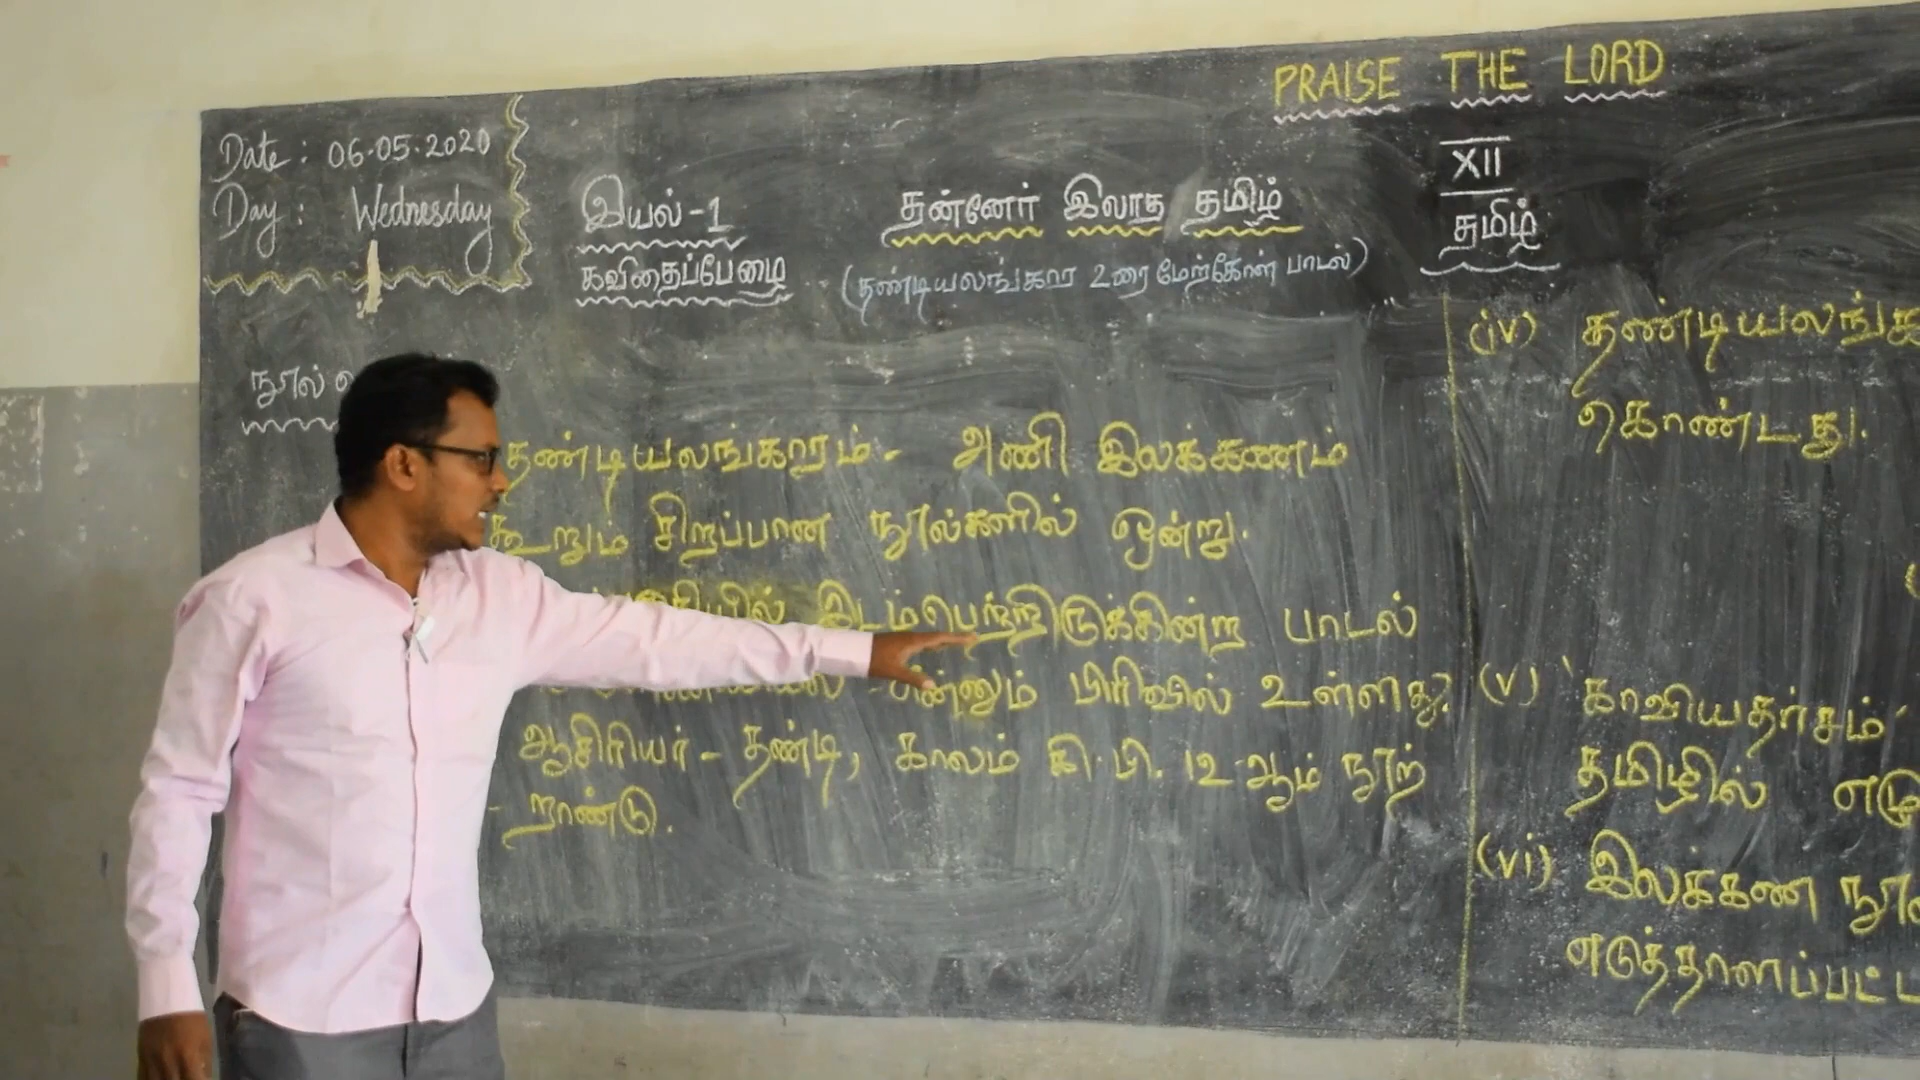 PRAISE THE LORD
Date : 06.05.2020
Day : Wednesday
XII
தமிழ்
இயல் -1
தன்னேர் இலாத தமிழ்
கவிதைப்பேழை
(தண்டியலங்கார உரைமேற்கோள் பாடல்)
நூல்
தண்டியலங்காரம் - அணி இலக்கணம்
கூறும் சிறப்பான நூல்களில் ஒன்று.
இடம்பெற்றிருக்கின்ற பாடல்
என்னும் பிரிவில் உள்ளது.
ஆசிரியர் - தண்டி, காலம் கி.பி. 12-ஆம் நூற்
- றாண்டு.
(iv) தண்டியலங்க
கொண்டது.
(v) 'காவியதர்சம்'
தமிழில் எடு
(vi) இலக்கண நூல
எடுத்தாளப்பட்ட